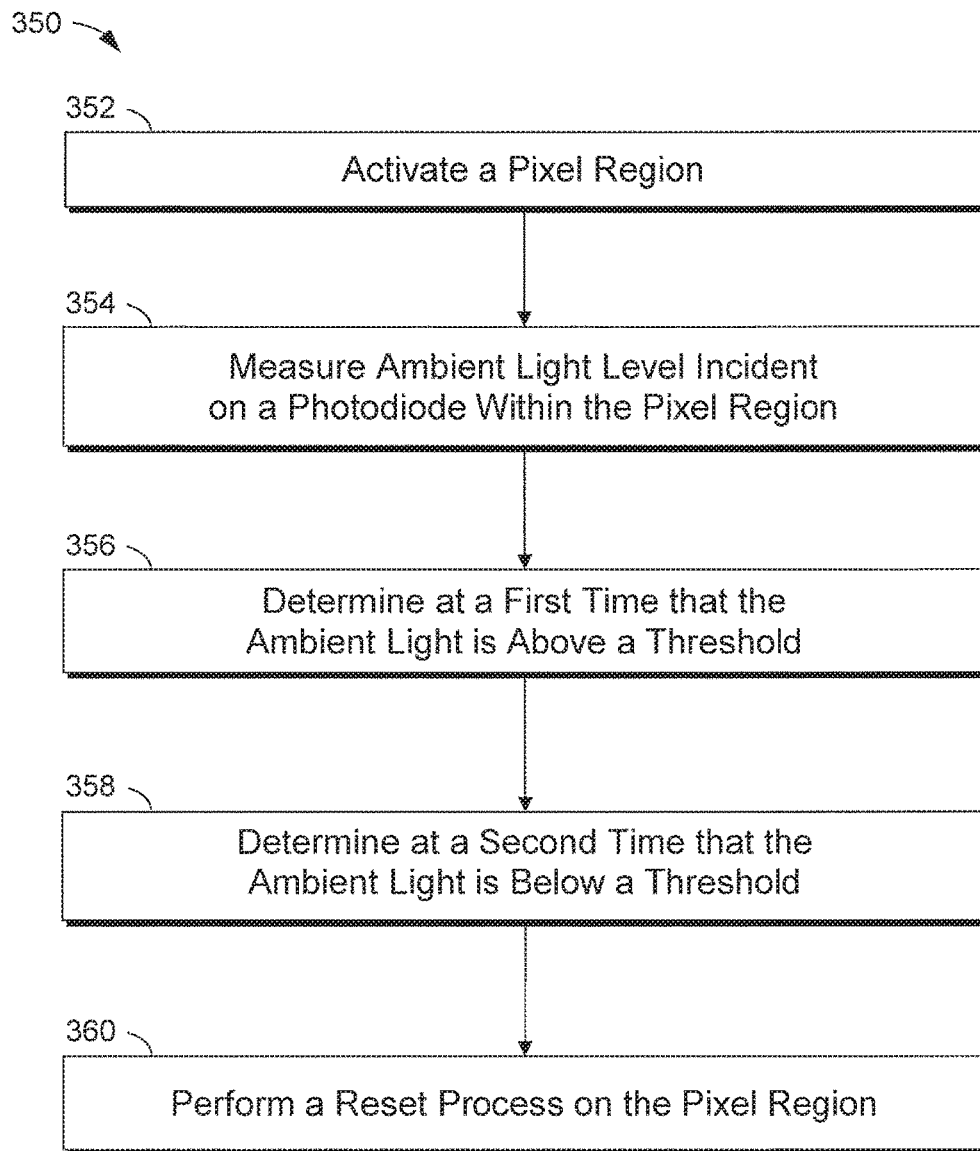 350
352
Activate a Pixel Region
354
Measure Ambient Light Level Incident
on a Photodiode Within the Pixel Region
356
Determine at a First Time that the
Ambient Light is Above a Threshold
358
Determine at a Second Time that the
Ambient Light is Below a Threshold
360
Perform a Reset Process on the Pixel Region